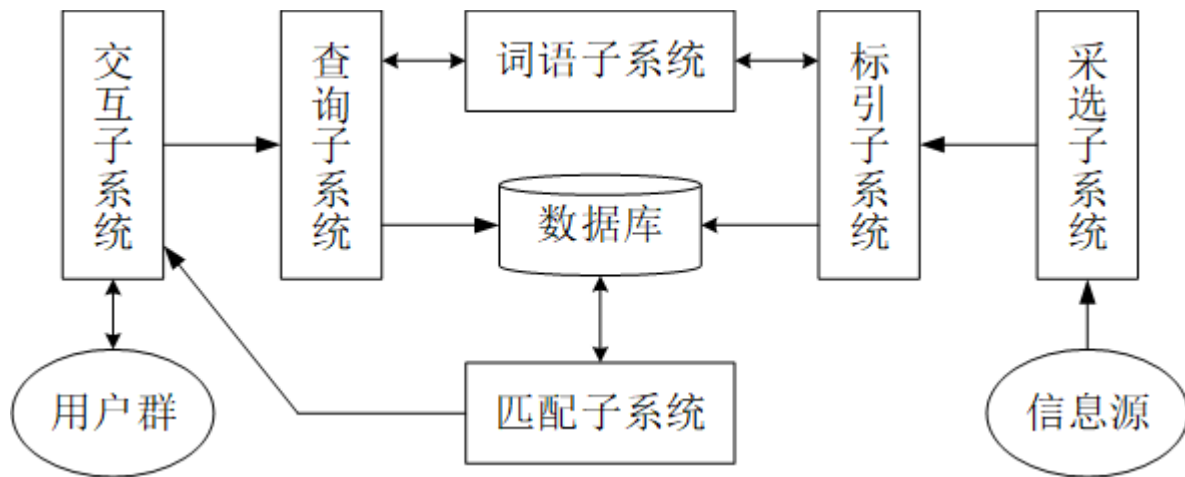 交互子系统
查询子系统
词语子系统
标引子系统
采选子系统
数据库
用户群
匹配子系统
信息源